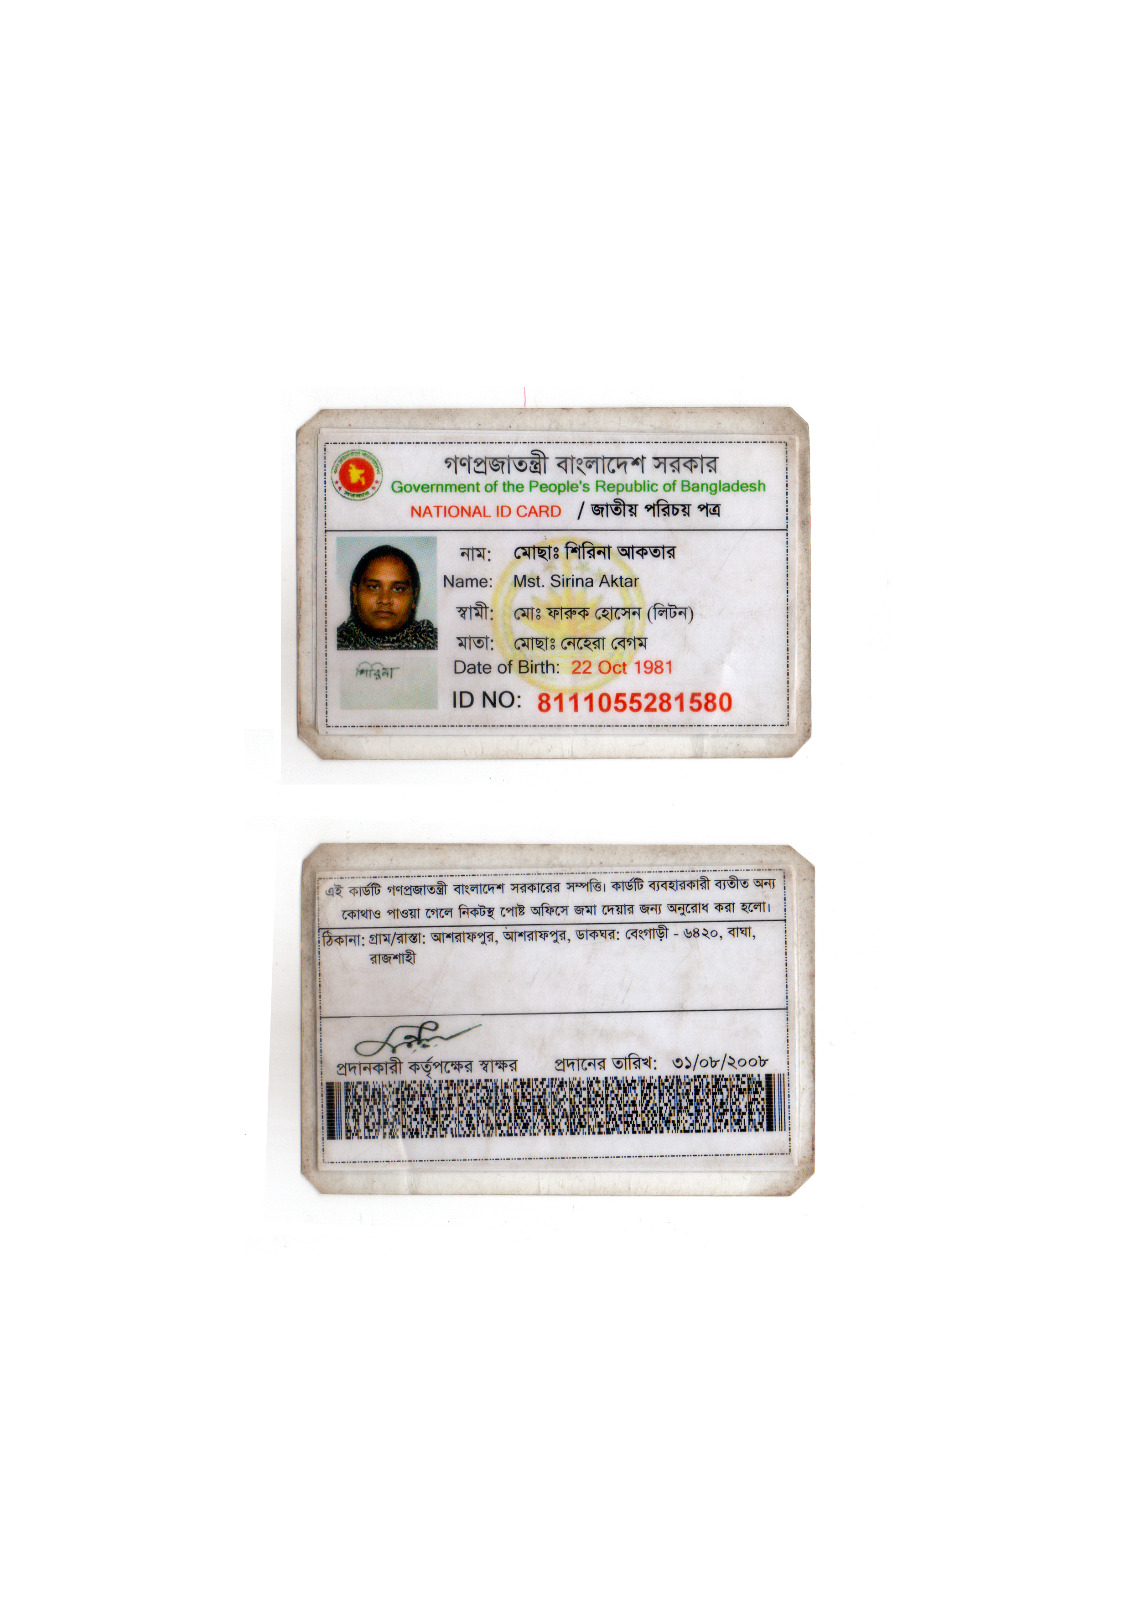 গণপ্রজাতন্ত্রী বাংলাদেশ সরকার
Government of the People's Republic of Bangladesh
NATIONAL ID CARD / জাতীয় পরিচয় পত্র
নাম: মোছাঃ শিরিনা আকতার
Name: Mst. Sirina Aktar
স্বামী: মোঃ ফারুক হোসেন (লিটন)
মাতা: মোছাঃ নেহেরা বেগম
শিরিনা
Date of Birth: 22 Oct 1981
ID NO: 8111055281580
এই কার্ডটি গণপ্রজাতন্ত্রী বাংলাদেশ সরকারের সম্পত্তি। কার্ডটি ব্যবহারকারী ব্যতীত অন্য
কোথাও পাওয়া গেলে নিকটস্থ পোষ্ট অফিসে জমা দেয়ার জন্য অনুরোধ করা হলো।
ঠিকানা: গ্রাম/রাস্তা: আশরাফপুর, আশরাফপুর, ডাকঘর: বেংগাড়ী - ৬৪২০, বাঘা,
রাজশাহী
প্রদানকারী কর্তৃপক্ষের স্বাক্ষর প্রদানের তারিখ: ৩১/০৮/২০০৮